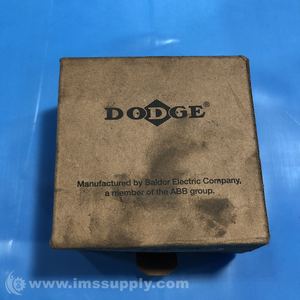 DODGE®
Manufactured by Baldor Electric Company,
a member of the ABB group.
© www.imssupply.com